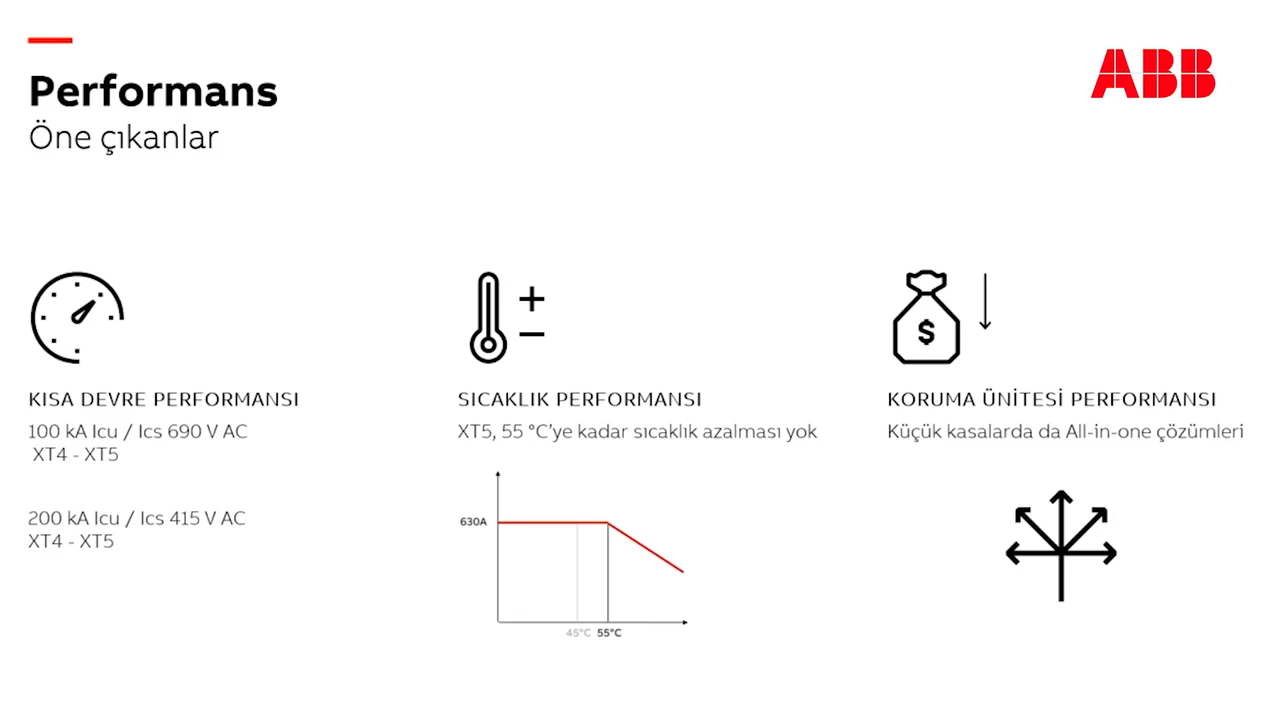 Performans
Öne çıkanlar
ABB
$
KISA DEVRE PERFORMANSI
100 kA Icu / Ics 690 V AC
XT4 - XT5
200 kA Icu / Ics 415 V AC
XT4 - XT5
SICAKLIK PERFORMANSI
XT5, 55 °C’ye kadar sıcaklık azalması yok
630A
45°C 55°C
KORUMA ÜNİTESİ PERFORMANSI
Küçük kasalarda da All-in-one çözümleri